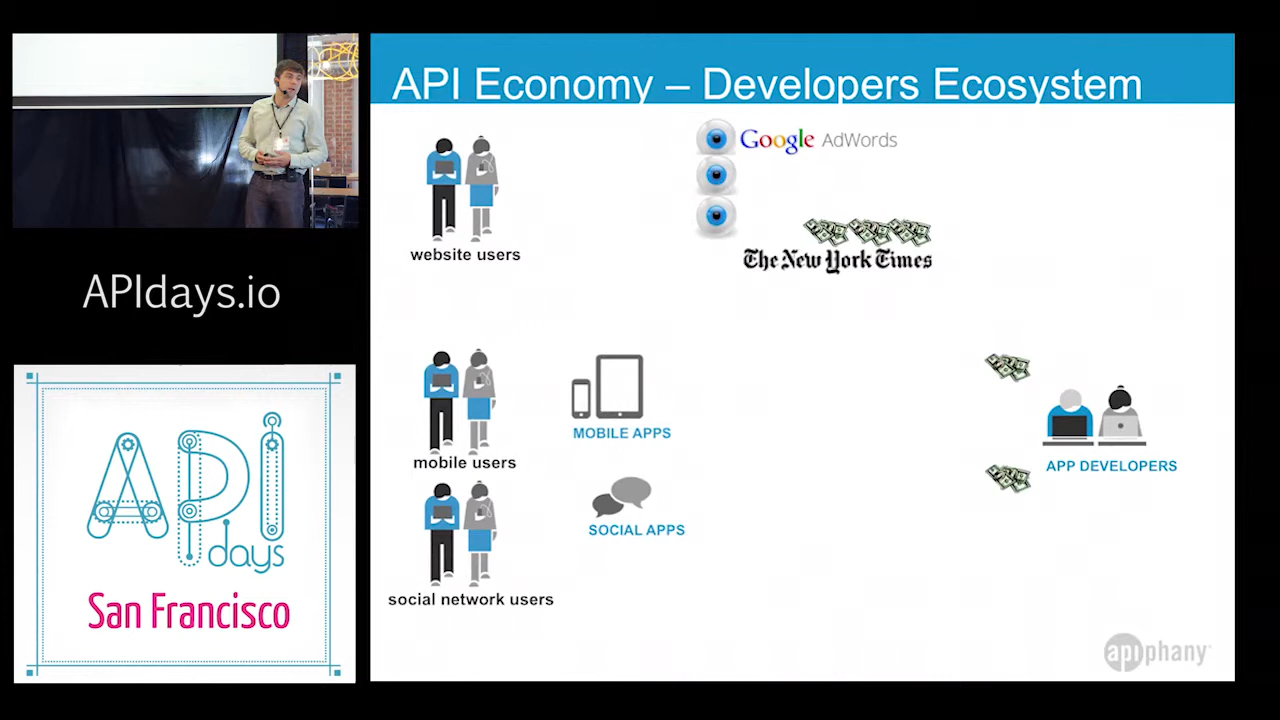 API Economy – Developers Ecosystem
Google AdWords
The New York Times
website users
MOBILE APPS
mobile users
APP DEVELOPERS
SOCIAL APPS
social network users
apiphany
APIdays.io
API
days
San Francisco